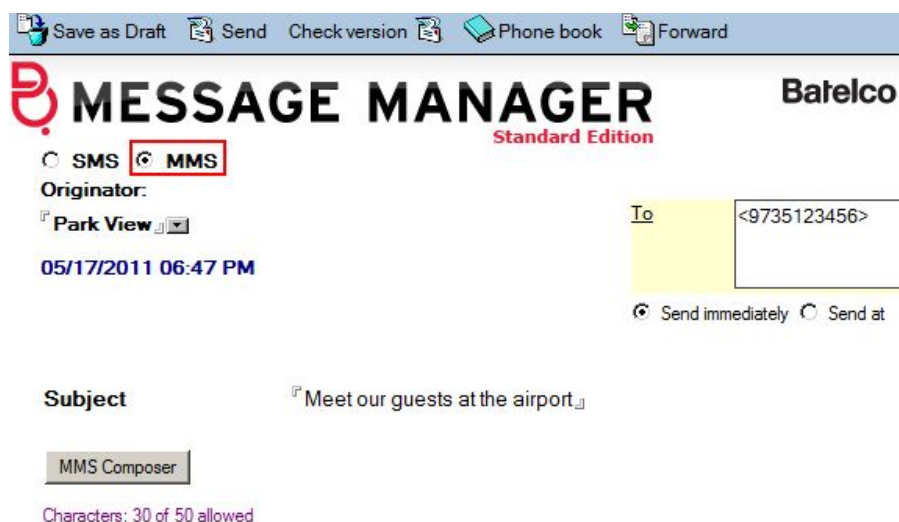 Save as Draft Send Check version Phone book Forward
MESSAGE MANAGER
Batelco
Standard Edition
SMS MMS
Originator:
Park View
To <9735123456>
05/17/2011 06:47 PM
Send immediately Send at
Subject Meet our guests at the airport
MMS Composer
Characters: 30 of 50 allowed